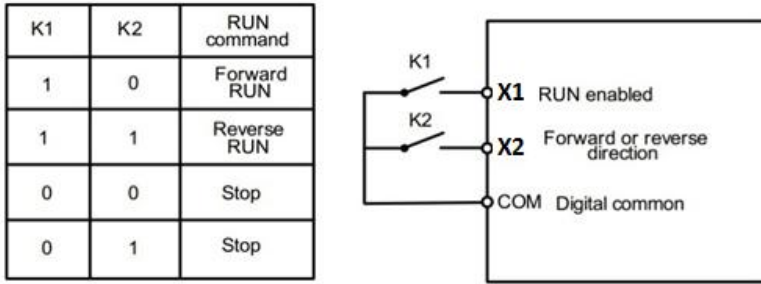 K1 K2 RUN command
1 0 Forward RUN
1 1 Reverse RUN
0 0 Stop
0 1 Stop
K1
X1 RUN enabled
K2
X2 Forward or reverse
direction
COM Digital common